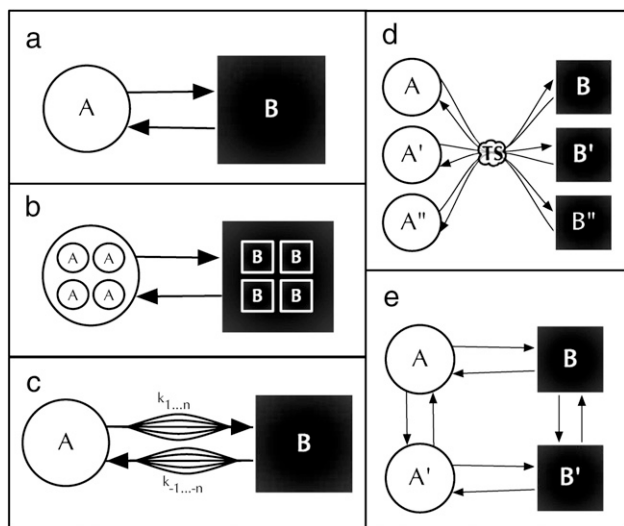 a
A B
b
A A B B
A A B B
c
k1...n
A B
k-1...-n
d
A B
A' TS B'
A" B"
e
A B
A' B'